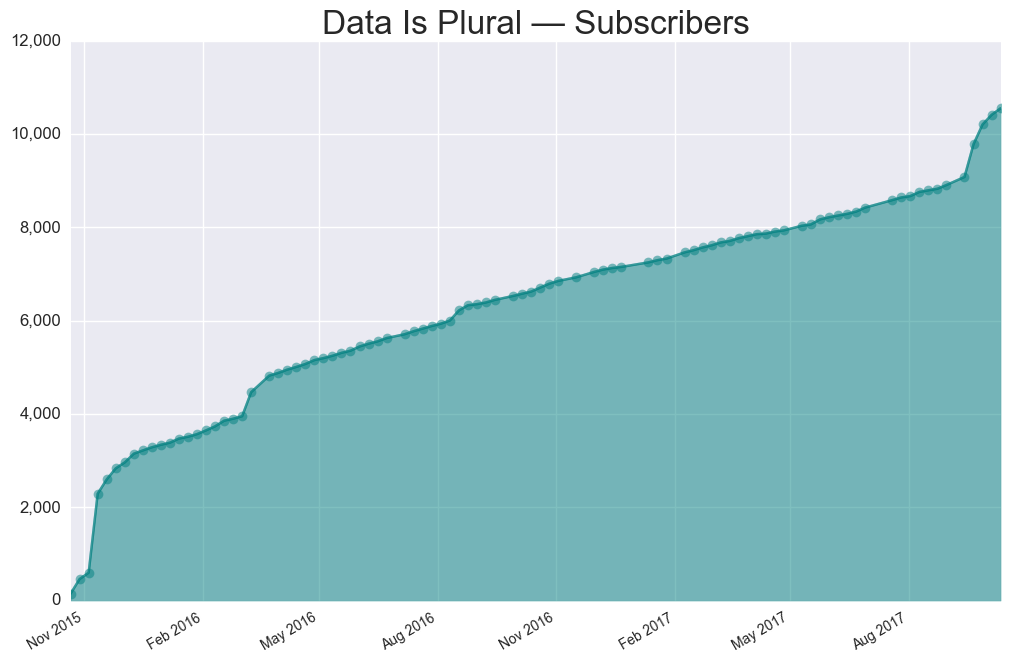 Data Is Plural — Subscribers
12,000
10,000
8,000
6,000
4,000
2,000
0
Nov 2015
Feb 2016
May 2016
Aug 2016
Nov 2016
Feb 2017
May 2017
Aug 2017